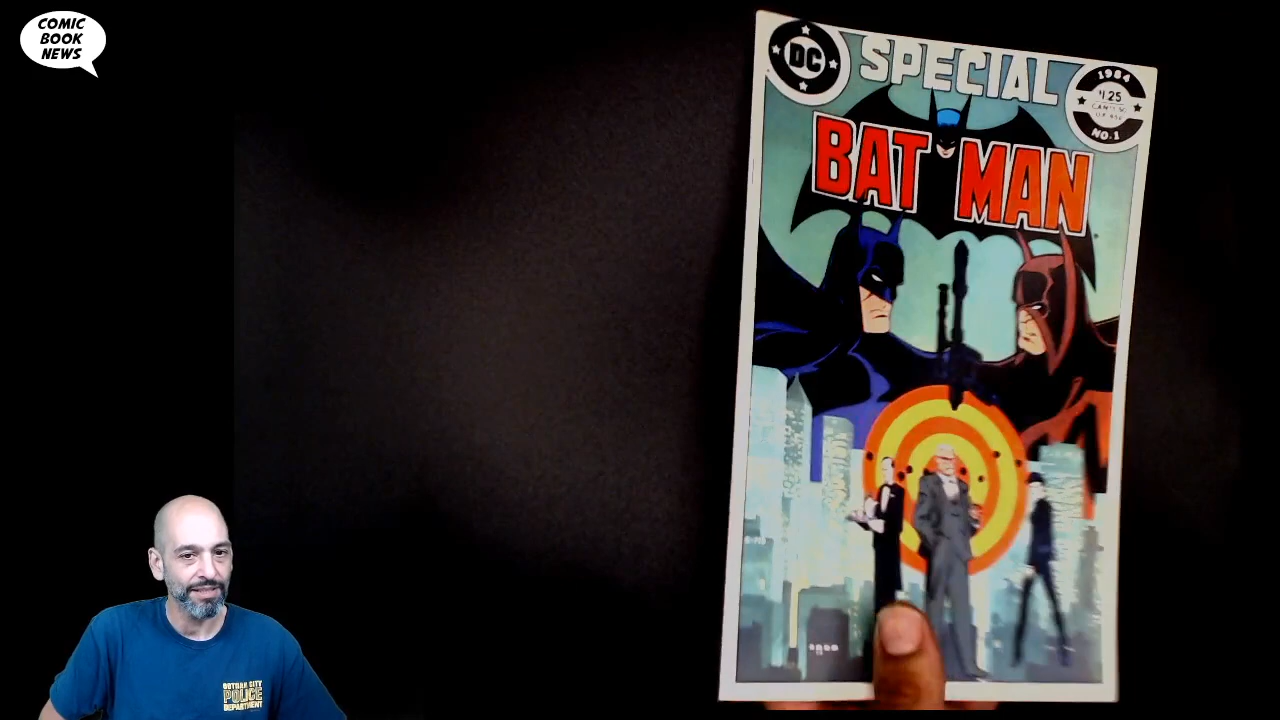 COMIC
BOOK
NEWS
DC
SPECIAL
1984
$1.25
NO. 1
BATMAN
GOTHAM CITY
POLICE
DEPARTMENT